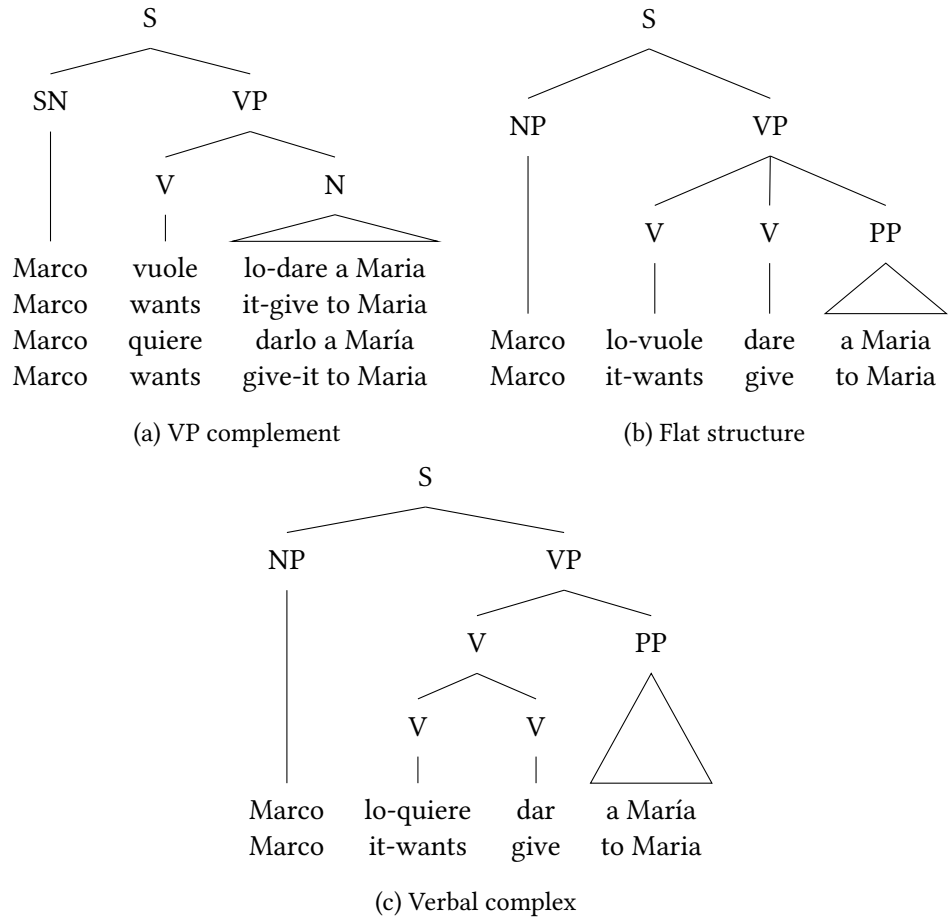 S
SN VP
V N
Marco vuole lo-dare a Maria
Marco wants it-give to Maria
Marco quiere darlo a María
Marco wants give-it to Maria
(a) VP complement
S
NP VP
V V PP
Marco lo-vuole dare a Maria
Marco it-wants give to Maria
(b) Flat structure
S
NP VP
V PP
V V
Marco lo-quiere dar a María
Marco it-wants give to Maria
(c) Verbal complex